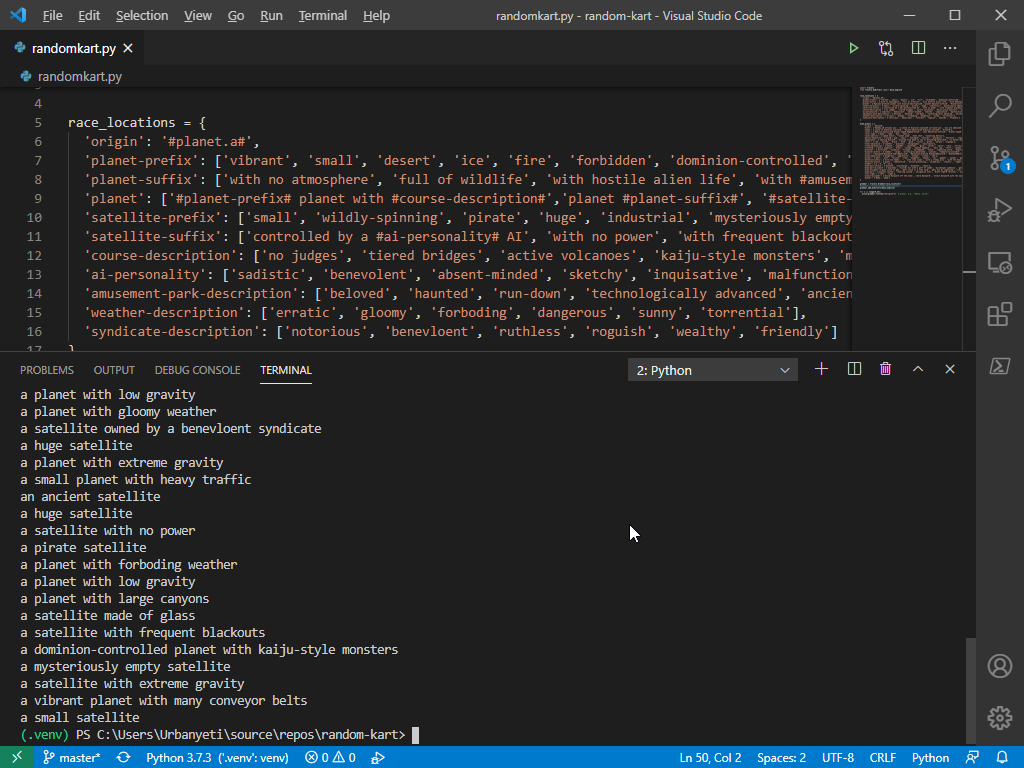 File Edit Selection View Go Run Terminal Help randomkart.py - random-kart - Visual Studio Code
randomkart.py
randomkart.py
4
5 race_locations = {
6 'origin': '#planet.a#',
7 'planet-prefix': ['vibrant', 'small', 'desert', 'ice', 'fire', 'forbidden', 'dominion-controlled', '
8 'planet-suffix': ['with no atmosphere', 'full of wildlife', 'with hostile alien life', 'with #amusem
9 'planet': ['#planet-prefix# planet with #course-description#','planet #planet-suffix#', '#satellite-
10 'satellite-prefix': ['small', 'wildly-spinning', 'pirate', 'huge', 'industrial', 'mysteriously empty
11 'satellite-suffix': ['controlled by a #ai-personality# AI', 'with no power', 'with frequent blackout
12 'course-description': ['no judges', 'tiered bridges', 'active volcanoes', 'kaiju-style monsters', 'm
13 'ai-personality': ['sadistic', 'benevolent', 'absent-minded', 'sketchy', 'inquisative', 'malfunction
14 'amusement-park-description': ['beloved', 'haunted', 'run-down', 'technologically advanced', 'ancien
15 'weather-description': ['erratic', 'gloomy', 'forboding', 'dangerous', 'sunny', 'torrential'],
16 'syndicate-description': ['notorious', 'benevloent', 'ruthless', 'roguish', 'wealthy', 'friendly']
17 }
PROBLEMS OUTPUT DEBUG CONSOLE TERMINAL 2: Python
a planet with low gravity
a planet with gloomy weather
a satellite owned by a benevloent syndicate
a huge satellite
a planet with extreme gravity
a small planet with heavy traffic
an ancient satellite
a huge satellite
a satellite with no power
a pirate satellite
a planet with forboding weather
a planet with low gravity
a planet with large canyons
a satellite made of glass
a satellite with frequent blackouts
a dominion-controlled planet with kaiju-style monsters
a mysteriously empty satellite
a satellite with extreme gravity
a vibrant planet with many conveyor belts
a small satellite
(.venv) PS C:\Users\Urbanyeti\source\repos\random-kart>
1
master* Python 3.7.3 ('.venv': venv) 0 0 Ln 50, Col 2 Spaces: 2 UTF-8 CRLF Python